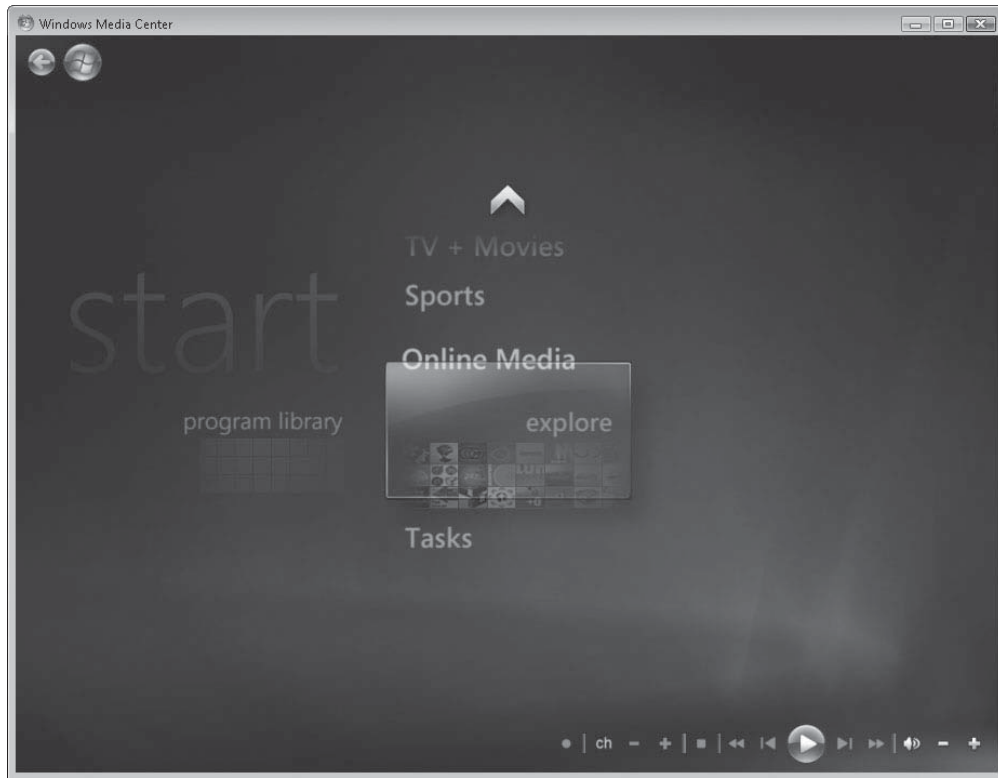 Windows Media Center
TV + Movies
Sports
start
Online Media
program library
explore
Tasks
ch